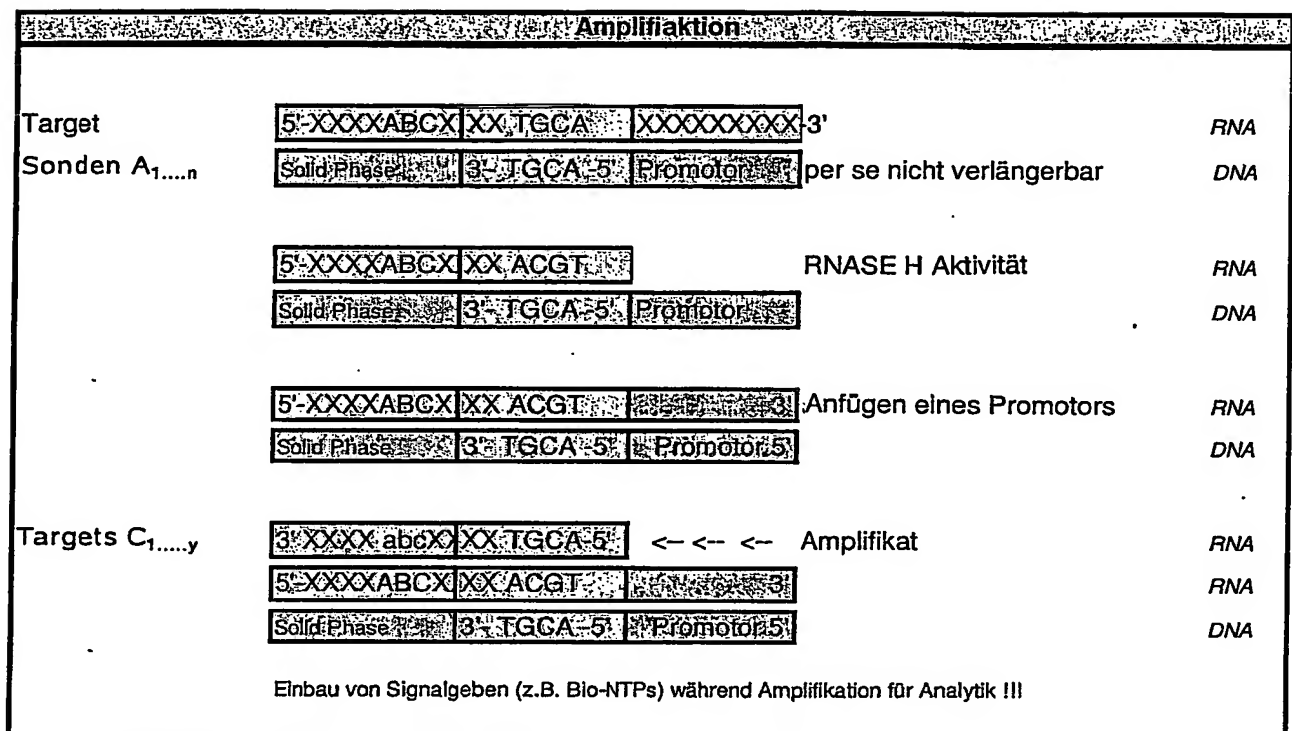 Amplifiaktion
Target 5'-XXXXABCX XX TGCA XXXXXXXXX-3' RNA
Sonden A1....n Solid Phase 3'- TGCA -5' Promotor per se nicht verlängerbar DNA
5'-XXXXABCX XX ACGT RNASE H Aktivität RNA
Solid Phase 3'- TGCA -5' Promotor DNA
5'-XXXXABCX XX ACGT 3' Anfügen eines Promotors RNA
Solid Phase 3'- TGCA -5' Promotor 5' DNA
Targets C1.....y 3' XXXX abcX XX TGCA-5' <-- <-- <-- Amplifikat RNA
5'-XXXXABCX XX ACGT 3' RNA
Solid Phase 3'- TGCA -5' Promotor 5' DNA
Einbau von Signalgeben (z.B. Bio-NTPs) während Amplifikation für Analytik !!!